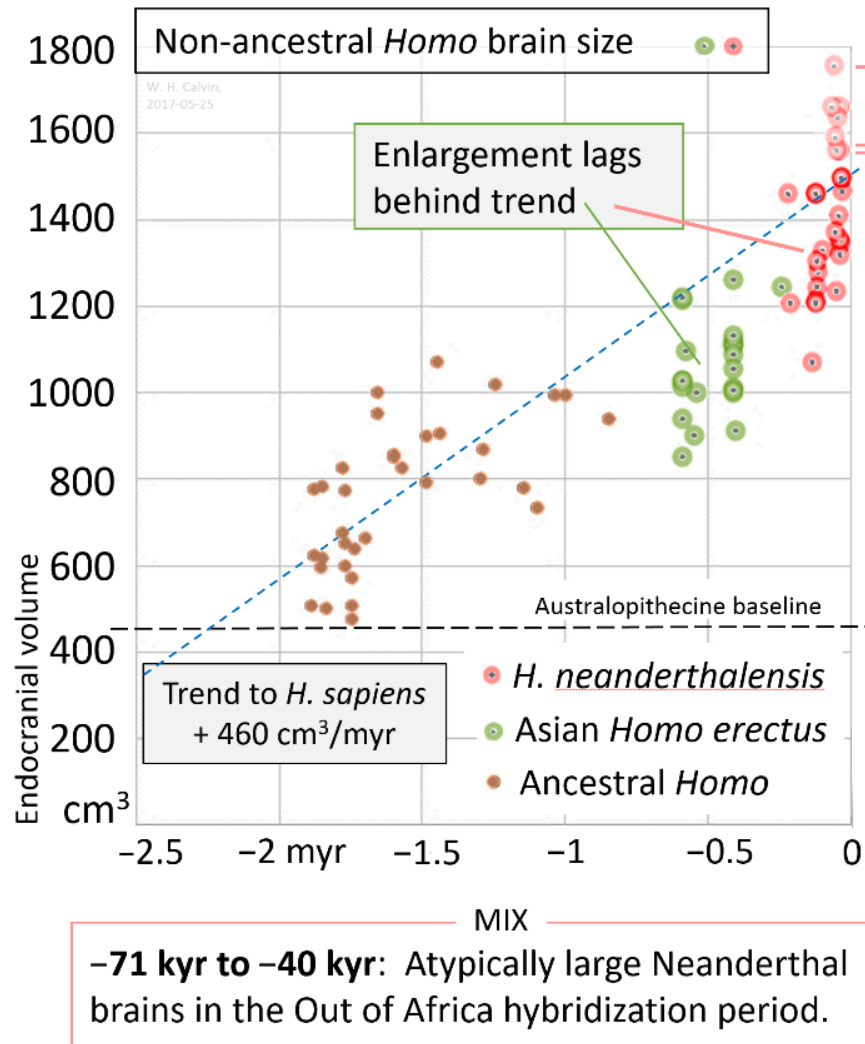 Non-ancestral Homo brain size
W. H. Calvin,
2017-05-25
1800
1600
1400
1200
1000
800
600
400
200
cm³
Endocranial volume
Enlargement lags
behind trend
Australopithecine baseline
Trend to H. sapiens
+ 460 cm³/myr
H. neanderthalensis
Asian Homo erectus
Ancestral Homo
−2.5 −2 myr −1.5 −1 −0.5 0
MIX
−71 kyr to −40 kyr: Atypically large Neanderthal
brains in the Out of Africa hybridization period.